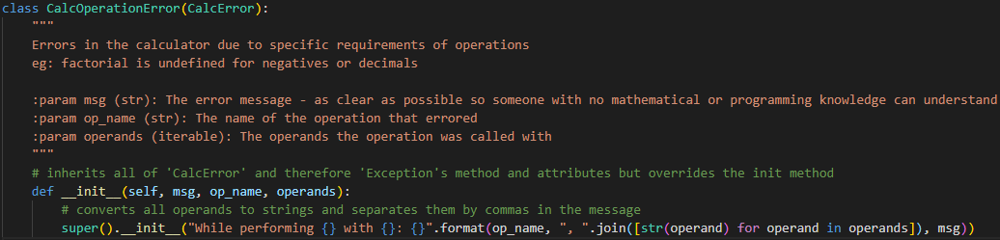 class CalcOperationError(CalcError):
    """
    Errors in the calculator due to specific requirements of operations
    eg: factorial is undefined for negatives or decimals

    :param msg (str): The error message - as clear as possible so someone with no mathematical or programming knowledge can understand
    :param op_name (str): The name of the operation that errored
    :param operands (iterable): The operands the operation was called with
    """
    # inherits all of 'CalcError' and therefore 'Exception's method and attributes but overrides the init method
    def __init__(self, msg, op_name, operands):
        # converts all operands to strings and separates them by commas in the message
        super().__init__("While performing {} with {}: {}".format(op_name, ", ".join([str(operand) for operand in operands]), msg))